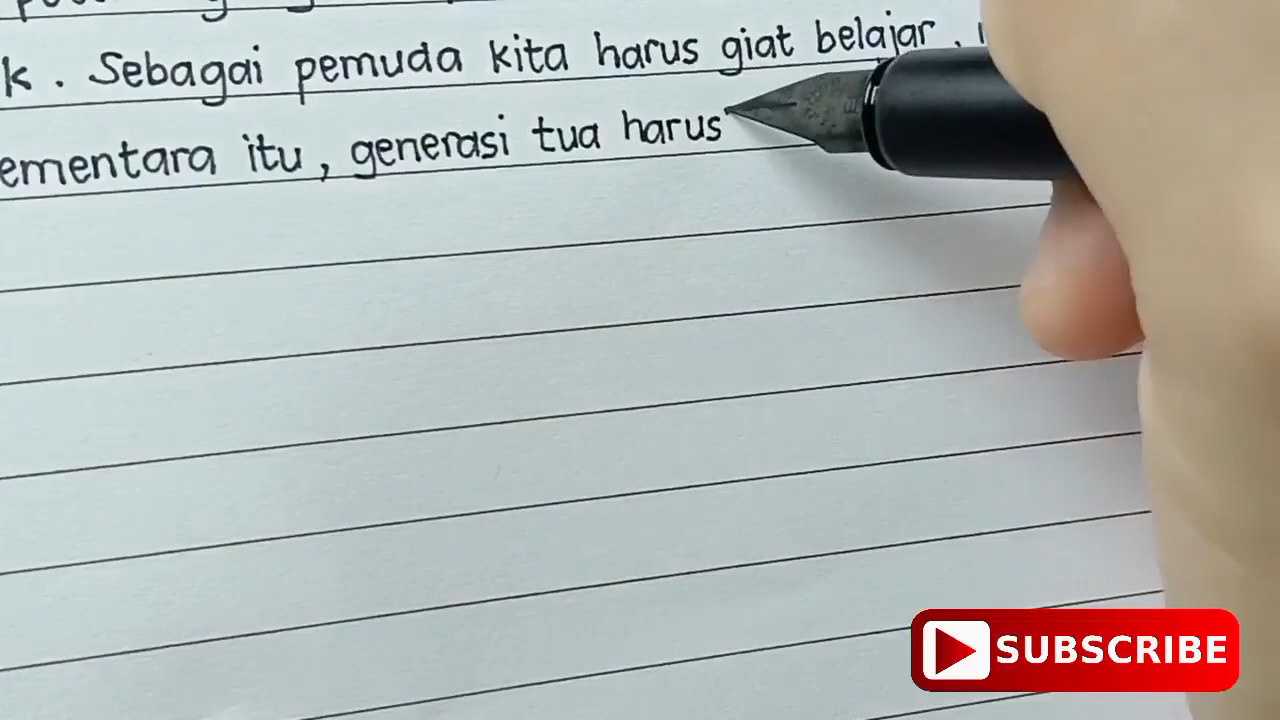 k. Sebagai pemuda kita harus giat belajar.
ementara itu, generasi tua harus
SUBSCRIBE